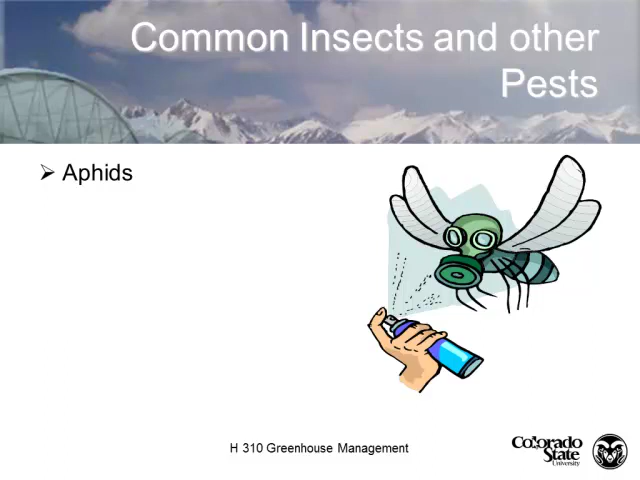 Common Insects and other
Pests
Aphids
H 310 Greenhouse Management
Colorado
State
University